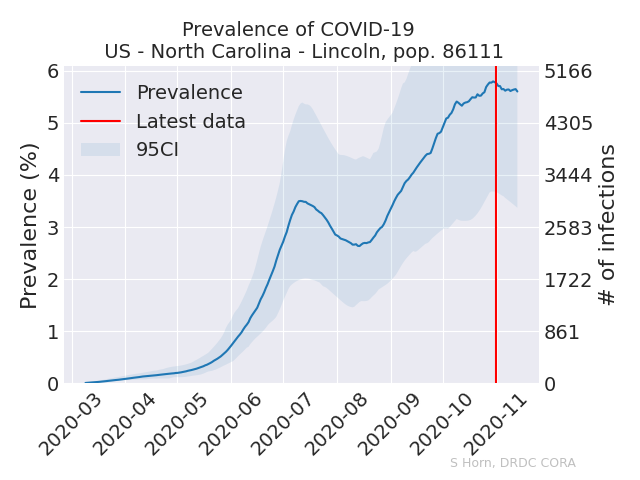 Prevalence of COVID-19
US - North Carolina - Lincoln, pop. 86111
Prevalence
Latest data
95CI
Prevalence (%)
6
5
4
3
2
1
0
5166
4305
3444
2583
1722
861
0
# of infections
2020-03
2020-04
2020-05
2020-06
2020-07
2020-08
2020-09
2020-10
2020-11
S Horn, DRDC CORA